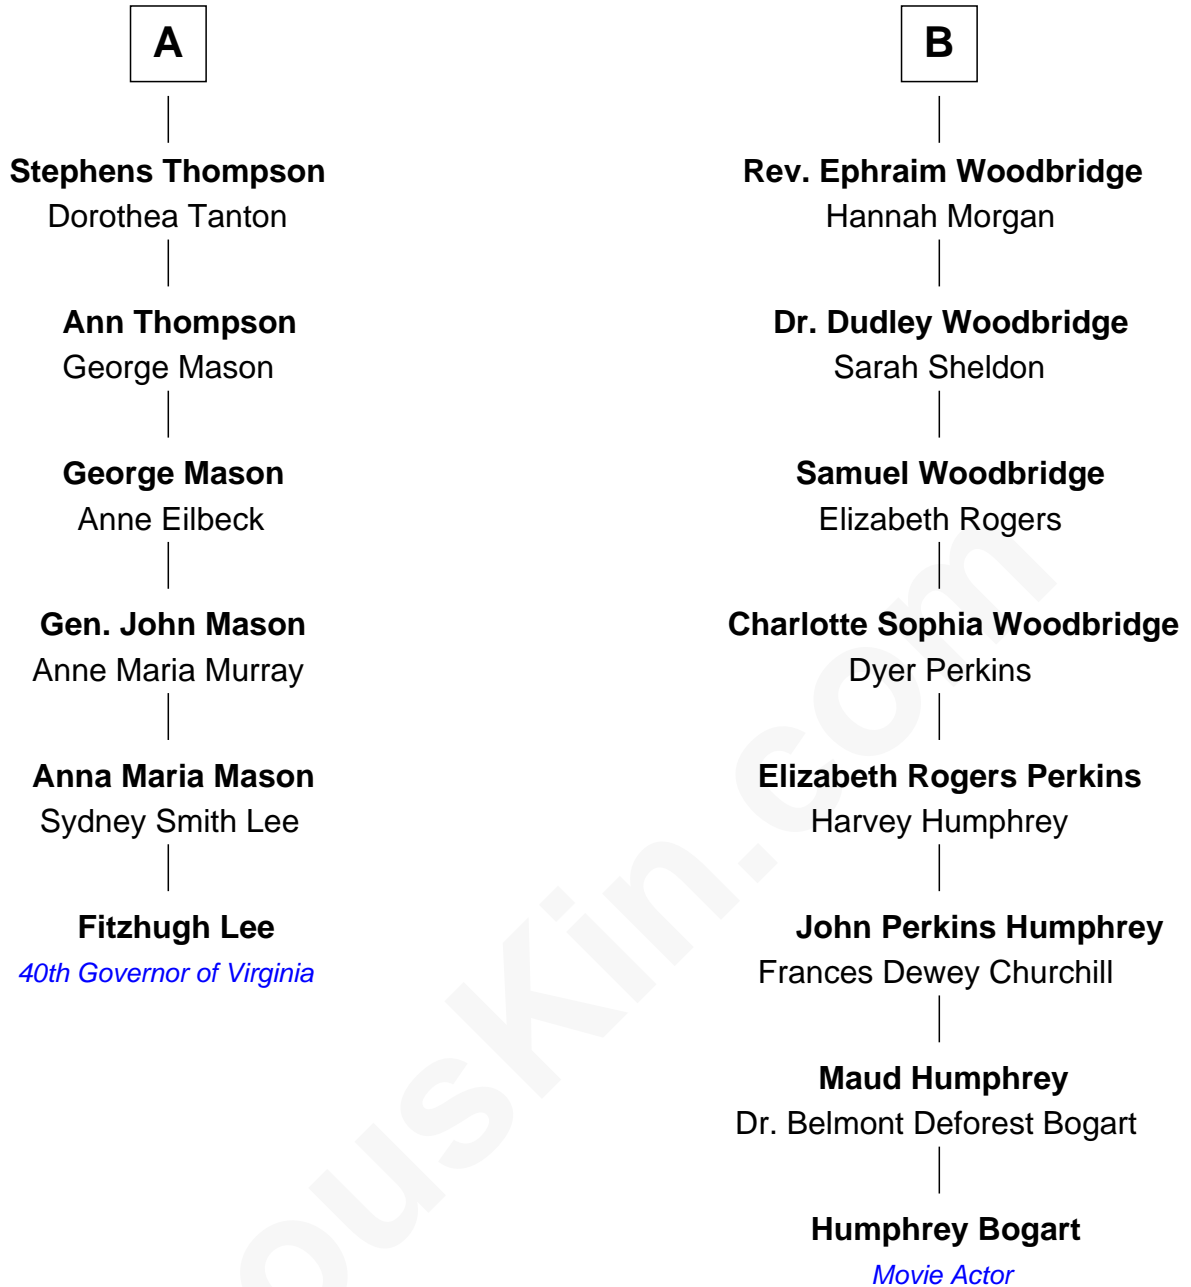 A
Stephens Thompson
Dorothea Tanton
Ann Thompson
George Mason
George Mason
Anne Eilbeck
Gen. John Mason
Anne Maria Murray
Anna Maria Mason
Sydney Smith Lee
Fitzhugh Lee
40th Governor of Virginia
B
Rev. Ephraim Woodbridge
Hannah Morgan
Dr. Dudley Woodbridge
Sarah Sheldon
Samuel Woodbridge
Elizabeth Rogers
Charlotte Sophia Woodbridge
Dyer Perkins
Elizabeth Rogers Perkins
Harvey Humphrey
John Perkins Humphrey
Frances Dewey Churchill
Maud Humphrey
Dr. Belmont Deforest Bogart
Humphrey Bogart
Movie Actor
ousKin.com